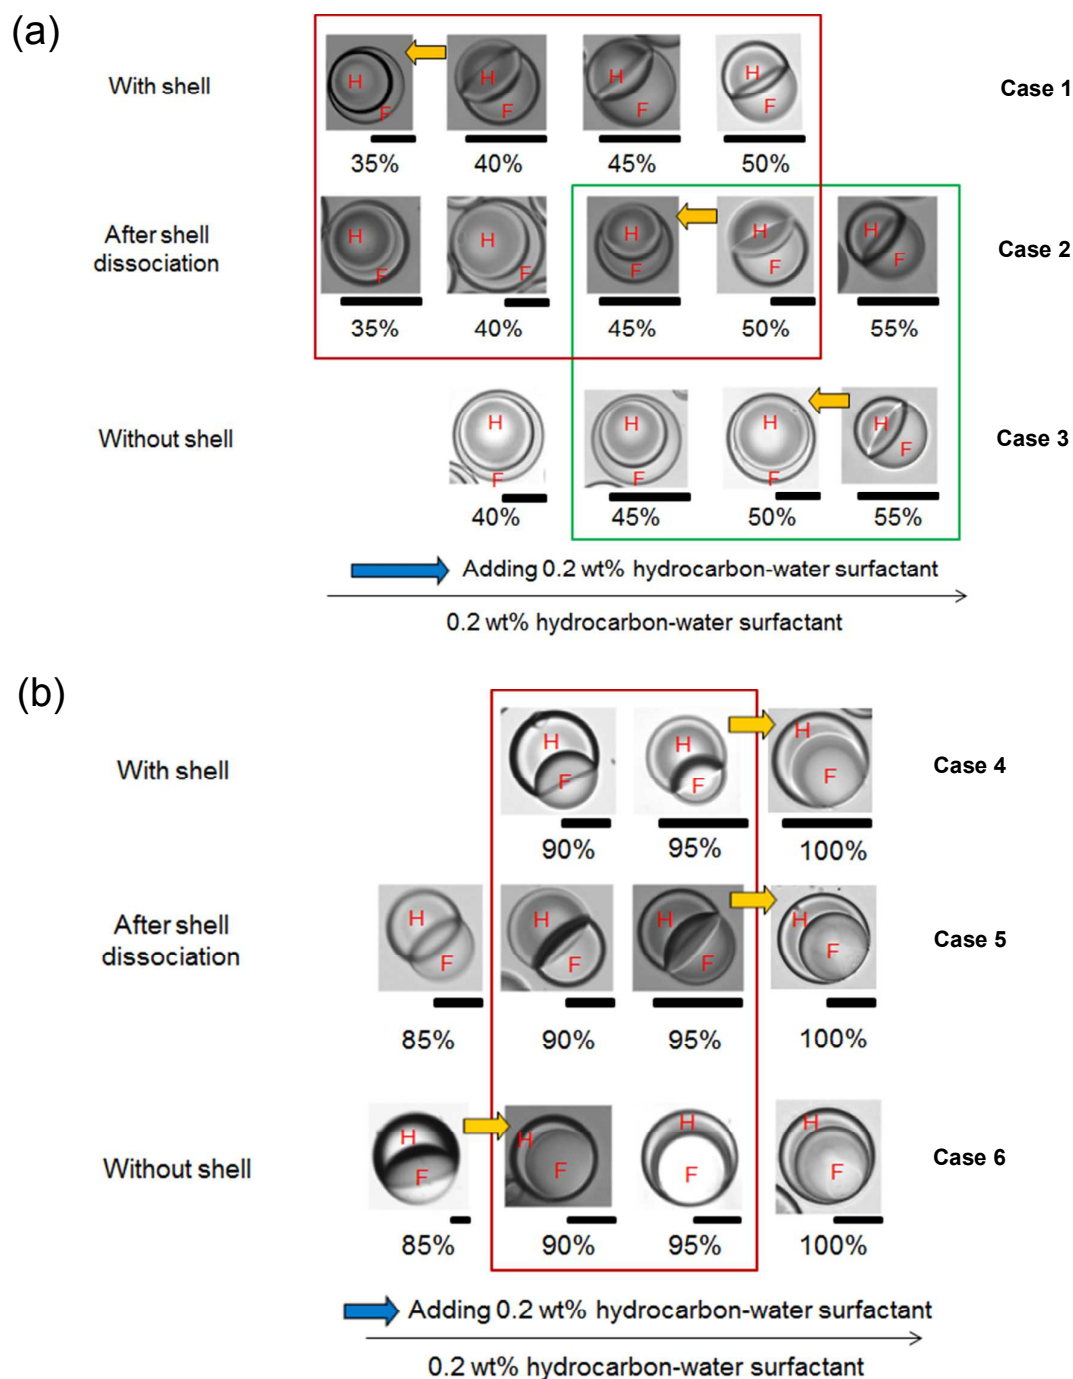 (a)
With shell
H
F
H
F
H
F
H
F
Case 1
35%
40%
45%
50%
After shell
dissociation
H
F
H
F
H
F
H
F
H
F
Case 2
35%
40%
45%
50%
55%
Without shell
H
F
H
F
H
F
H
F
Case 3
40%
45%
50%
55%
Adding 0.2 wt% hydrocarbon-water surfactant
0.2 wt% hydrocarbon-water surfactant
(b)
With shell
H
F
H
F
H
F
Case 4
90%
95%
100%
After shell
dissociation
H
F
H
F
H
F
H
F
Case 5
85%
90%
95%
100%
Without shell
H
F
H
F
H
F
H
F
Case 6
85%
90%
95%
100%
Adding 0.2 wt% hydrocarbon-water surfactant
0.2 wt% hydrocarbon-water surfactant